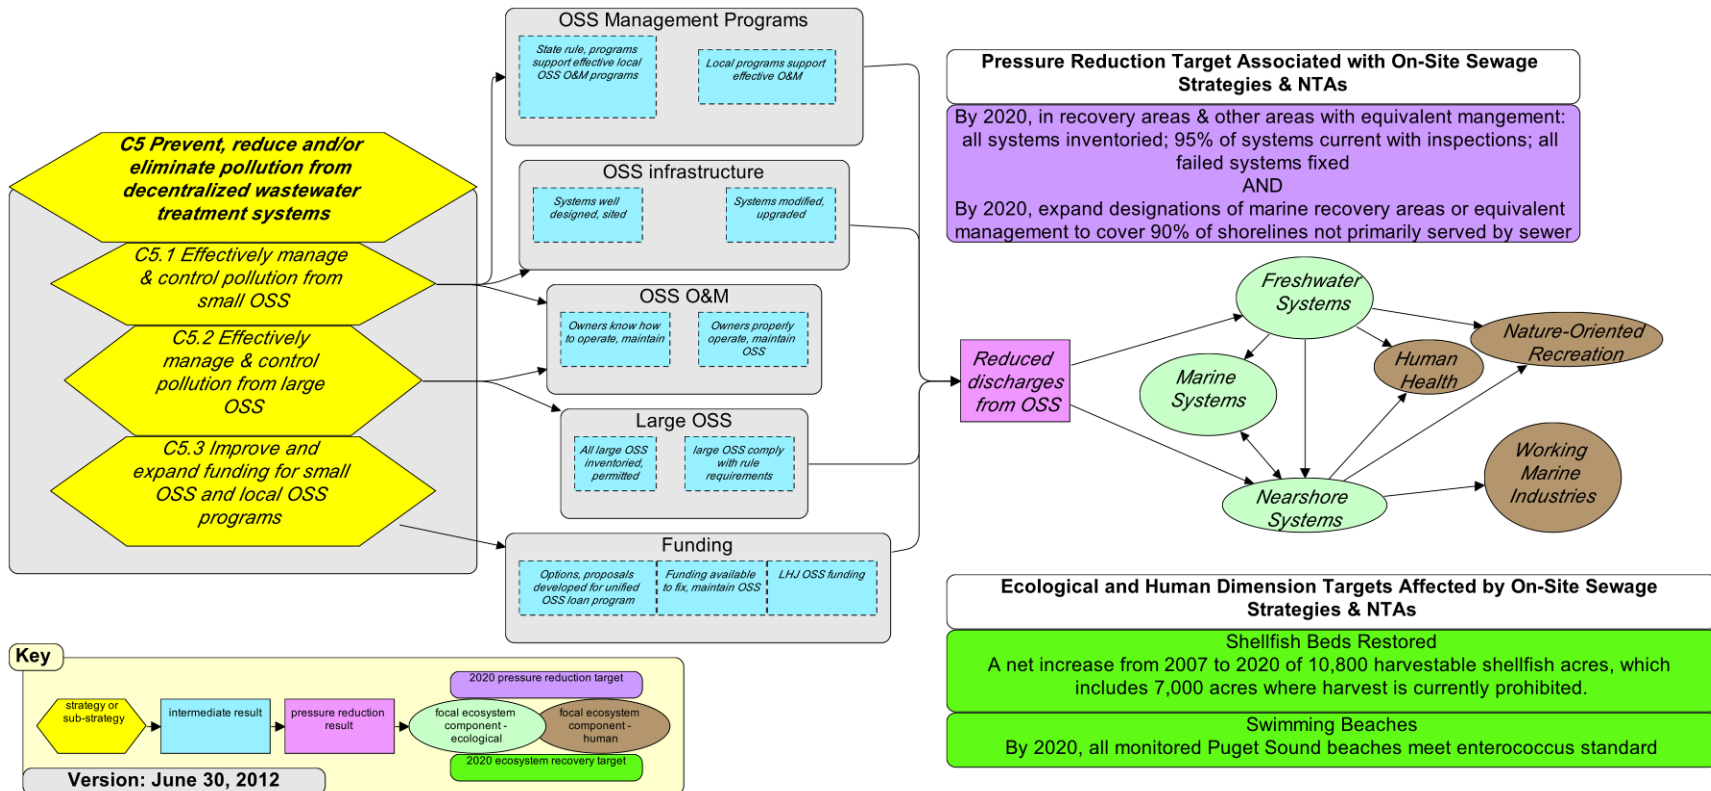 OSS Management Programs
State rule, programs
support effective local
OSS O&M programs
Local programs support
effective O&M
C5 Prevent, reduce and/or
eliminate pollution from
decentralized wastewater
treatment systems
C5.1 Effectively manage
& control pollution from
small OSS
C5.2 Effectively
manage & control
pollution from large
OSS
C5.3 Improve and
expand funding for small
OSS and local OSS
programs
OSS infrastructure
Systems well
designed, sited
Systems modified,
upgraded
OSS O&M
Owners know how
to operate, maintain
Owners properly
operate, maintain
OSS
Large OSS
All large OSS
inventoried,
permitted
large OSS comply
with rule
requirements
Funding
Options, proposals
developed for unified
OSS loan program
Funding available
to fix, maintain OSS
LHJ OSS funding
Pressure Reduction Target Associated with On-Site Sewage
Strategies & NTAs
By 2020, in recovery areas & other areas with equivalent mangement:
all systems inventoried; 95% of systems current with inspections; all
failed systems fixed
AND
By 2020, expand designations of marine recovery areas or equivalent
management to cover 90% of shorelines not primarily served by sewer
Reduced
discharges
from OSS
Freshwater
Systems
Marine
Systems
Nearshore
Systems
Human
Health
Nature-Oriented
Recreation
Working
Marine
Industries
Ecological and Human Dimension Targets Affected by On-Site Sewage
Strategies & NTAs
Shellfish Beds Restored
A net increase from 2007 to 2020 of 10,800 harvestable shellfish acres, which
includes 7,000 acres where harvest is currently prohibited.
Swimming Beaches
By 2020, all monitored Puget Sound beaches meet enterococcus standard
Key
strategy or
sub-strategy
intermediate result
pressure reduction
result
2020 pressure reduction target
focal ecosystem
component -
ecological
focal ecosystem
component -
human
2020 ecosystem recovery target
Version: June 30, 2012